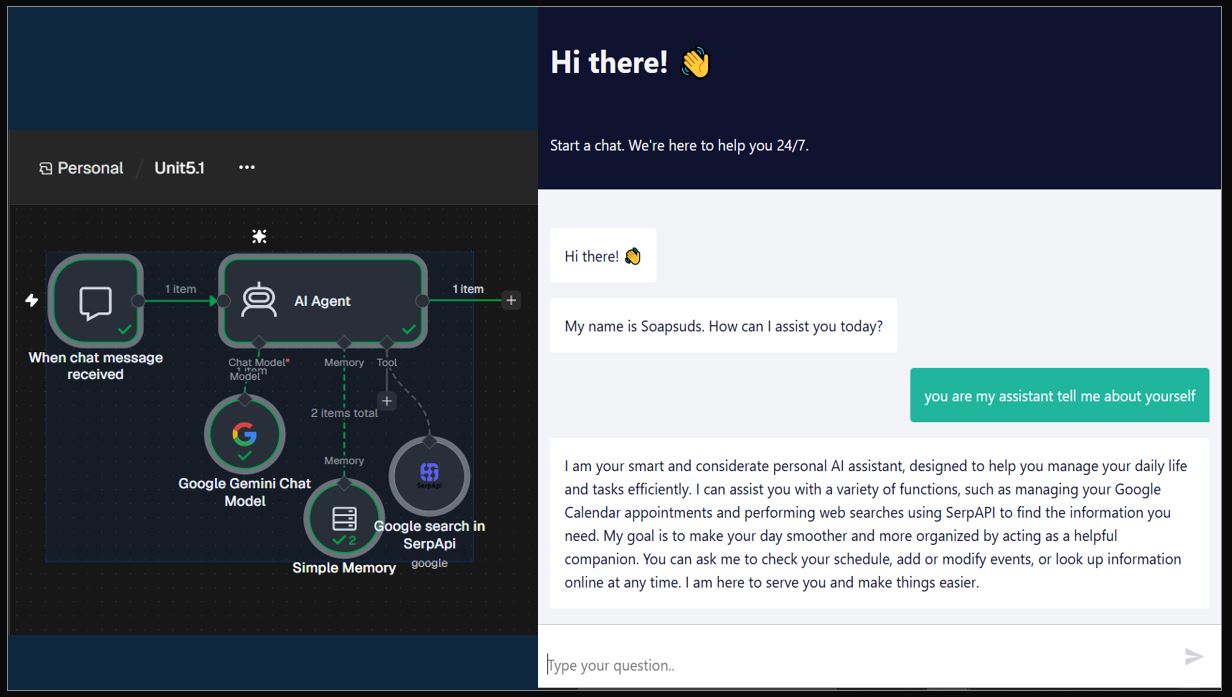 Personal / Unit5.1 ...
1 item
AI Agent
1 item
When chat message
received
Chat Model*
Model
1 item
Memory
Tool
2 items total
Memory
Google Gemini Chat
Model
SerpApi
Google search in
SerpApi
google
2
Simple Memory
Hi there! 👋
Start a chat. We're here to help you 24/7.
Hi there! 👋
My name is Soapsuds. How can I assist you today?
you are my assistant tell me about yourself
I am your smart and considerate personal AI assistant, designed to help you manage your daily life
and tasks efficiently. I can assist you with a variety of functions, such as managing your Google
Calendar appointments and performing web searches using SerpAPI to find the information you
need. My goal is to make your day smoother and more organized by acting as a helpful
companion. You can ask me to check your schedule, add or modify events, or look up information
online at any time. I am here to serve you and make things easier.
Type your question..